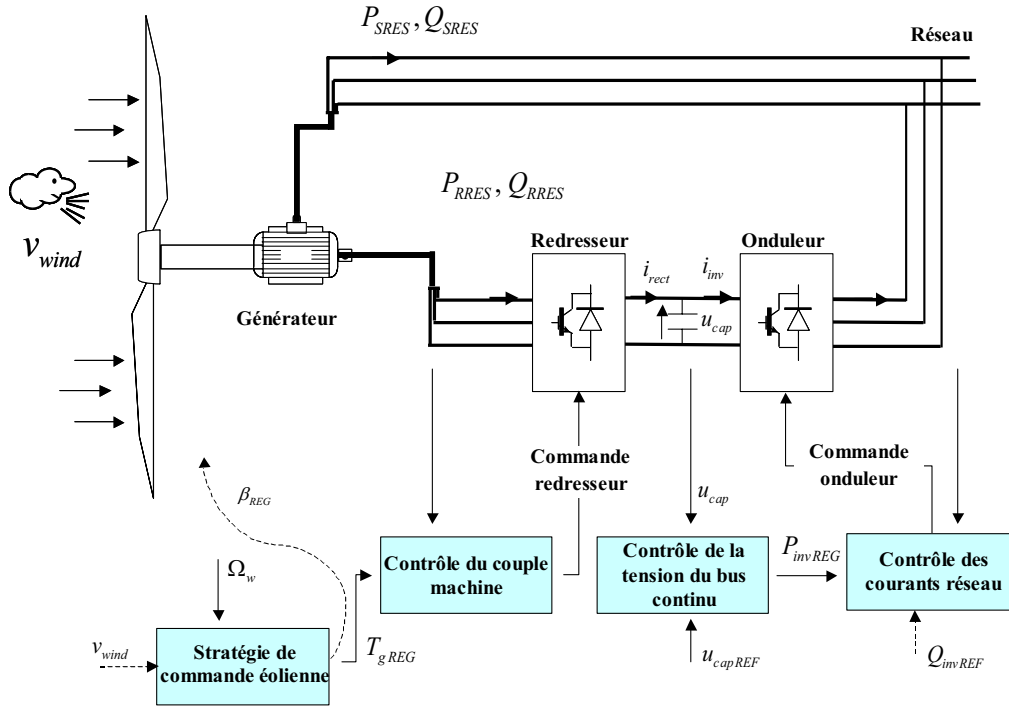 P_SRES , Q_SRES
Réseau
P_RRES , Q_RRES
v_wind
Redresseur
Onduleur
i_rect
i_inv
u_cap
Générateur
Commande
redresseur
Commande
onduleur
β_REG
u_cap
P_invREG
Contrôle du couple
machine
Contrôle de la
tension du bus
continu
Contrôle des
courants réseau
Ω_w
v_wind
Stratégie de
commande éolienne
T_g REG
u_capREF
Q_invREF